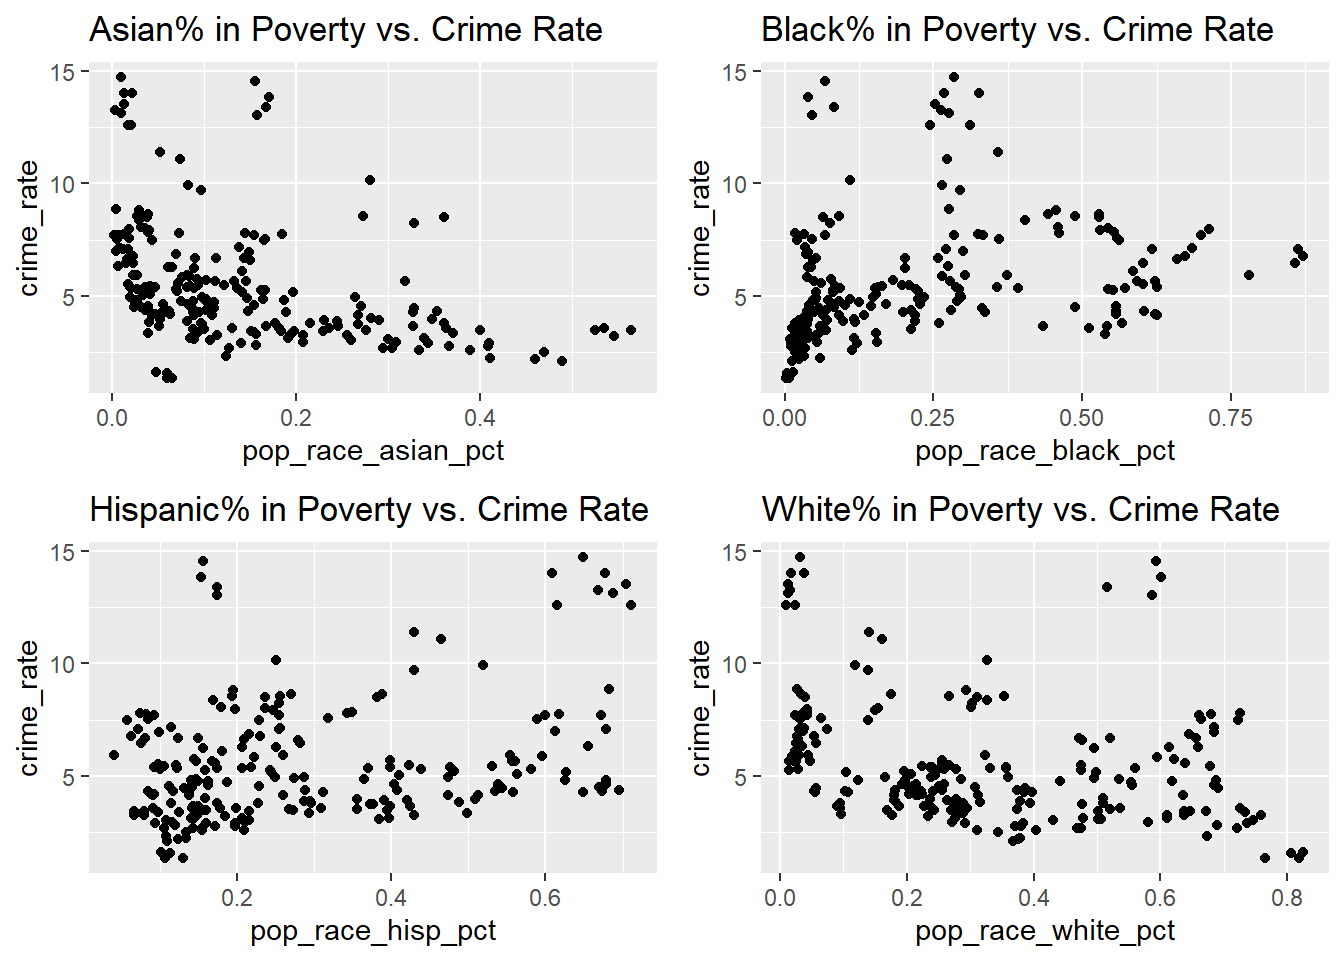 Asian% in Poverty vs. Crime Rate
15
10
5
crime_rate
0.0 0.2 0.4
pop_race_asian_pct
Black% in Poverty vs. Crime Rate
15
10
5
crime_rate
0.00 0.25 0.50 0.75
pop_race_black_pct
Hispanic% in Poverty vs. Crime Rate
15
10
5
crime_rate
0.2 0.4 0.6
pop_race_hisp_pct
White% in Poverty vs. Crime Rate
15
10
5
crime_rate
0.0 0.2 0.4 0.6 0.8
pop_race_white_pct